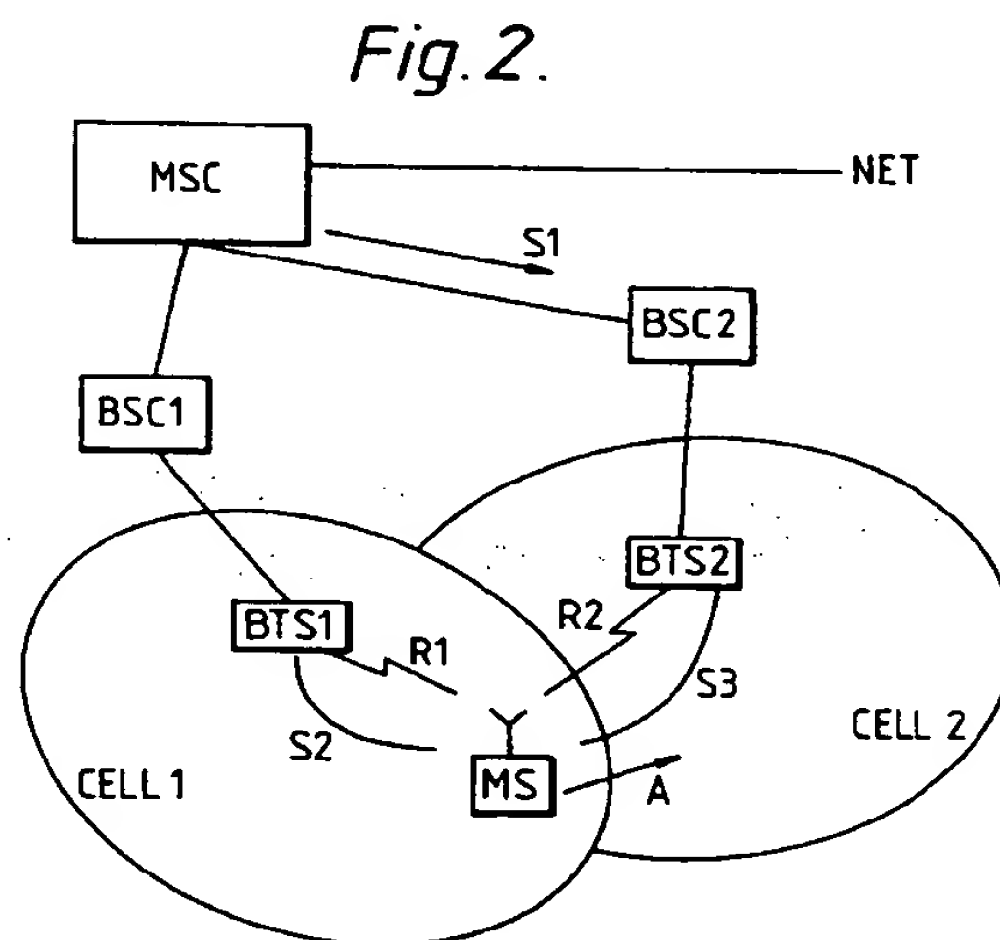 Fig. 2.
MSC
NET
S1
BSC2
BSC1
BTS2
BTS1
R2
R1
S3
S2
CELL 2
CELL 1
MS
A